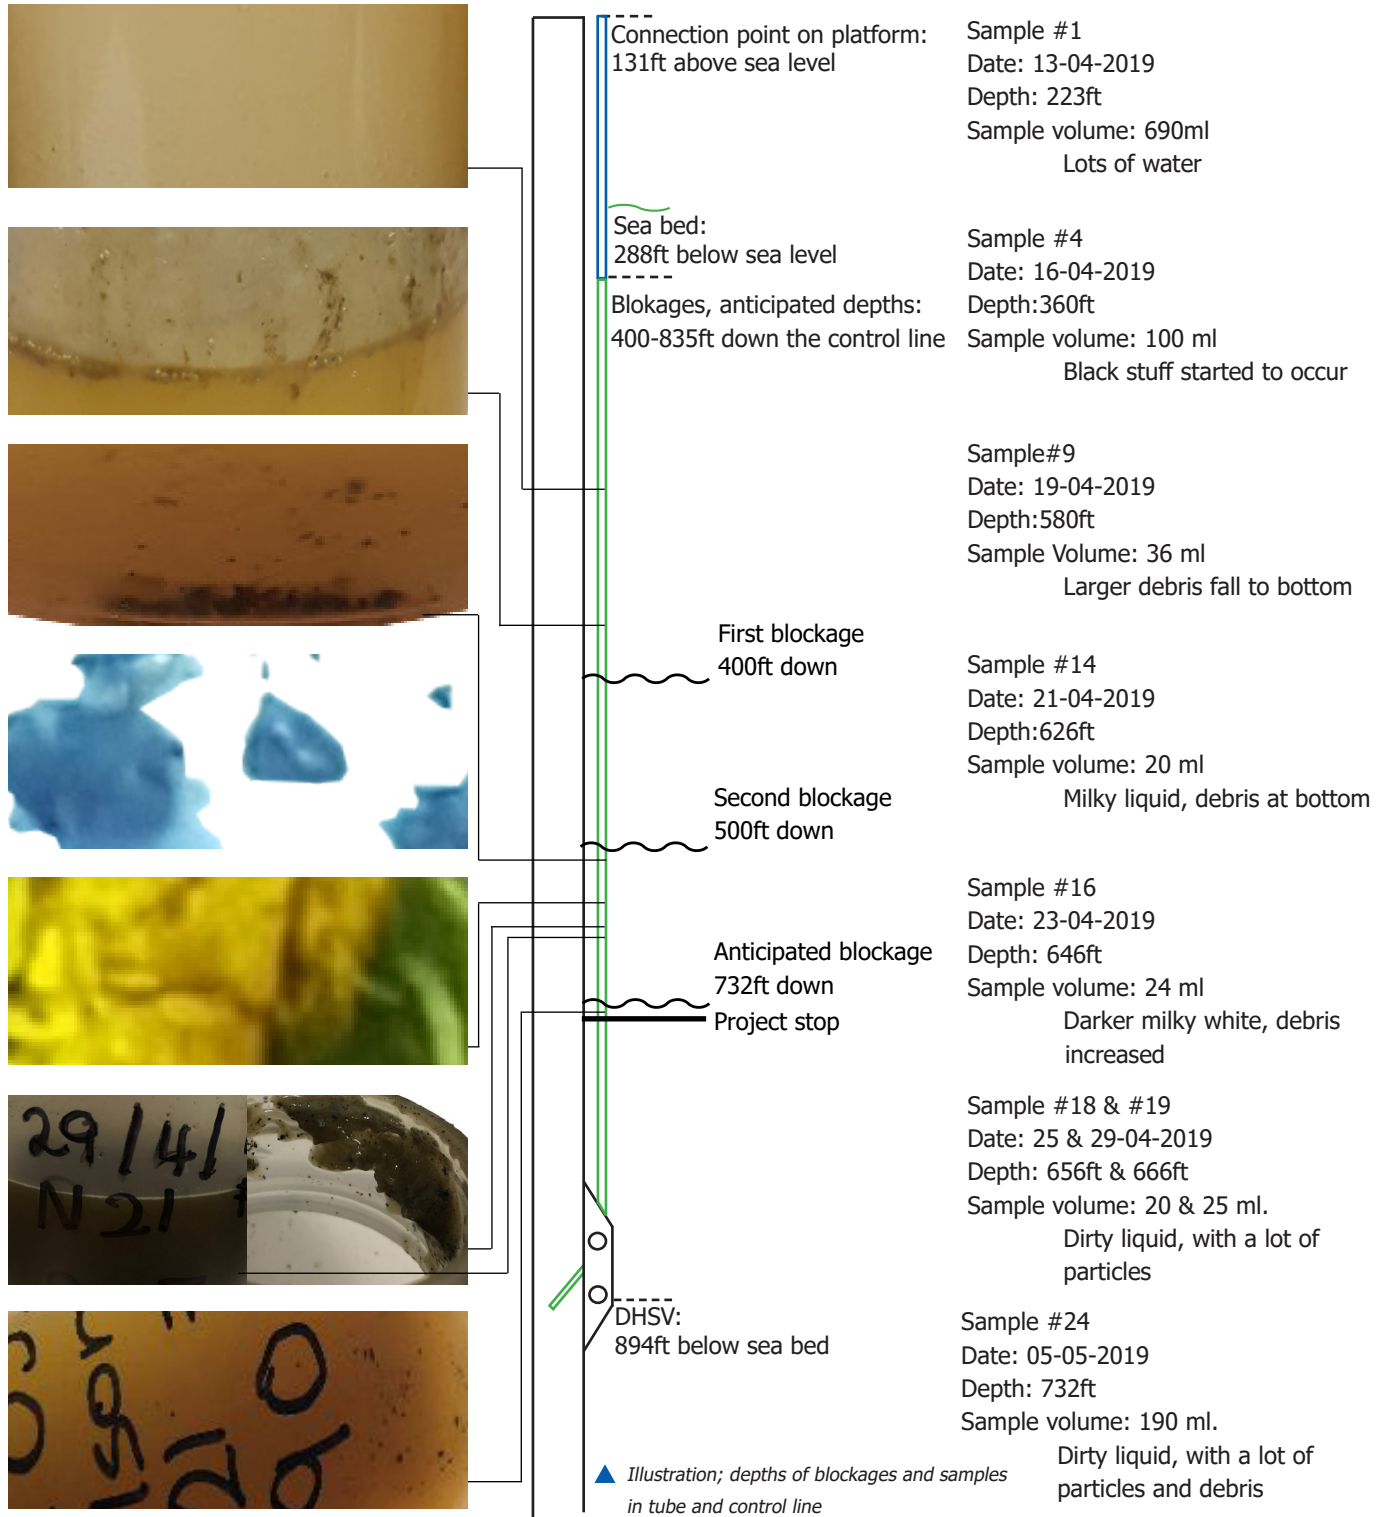 Connection point on platform:
131ft above sea level
Sea bed:
288ft below sea level
Blokages, anticipated depths:
400-835ft down the control line
First blockage
400ft down
Second blockage
500ft down
Anticipated blockage
732ft down
Project stop
DHSV:
894ft below sea bed
Illustration; depths of blockages and samples
in tube and control line
Sample #1
Date: 13-04-2019
Depth: 223ft
Sample volume: 690ml
Lots of water
Sample #4
Date: 16-04-2019
Depth:360ft
Sample volume: 100 ml
Black stuff started to occur
Sample#9
Date: 19-04-2019
Depth:580ft
Sample Volume: 36 ml
Larger debris fall to bottom
Sample #14
Date: 21-04-2019
Depth:626ft
Sample volume: 20 ml
Milky liquid, debris at bottom
Sample #16
Date: 23-04-2019
Depth: 646ft
Sample volume: 24 ml
Darker milky white, debris
increased
Sample #18 & #19
Date: 25 & 29-04-2019
Depth: 656ft & 666ft
Sample volume: 20 & 25 ml.
Dirty liquid, with a lot of
particles
Sample #24
Date: 05-05-2019
Depth: 732ft
Sample volume: 190 ml.
Dirty liquid, with a lot of
particles and debris
29/4/
N21